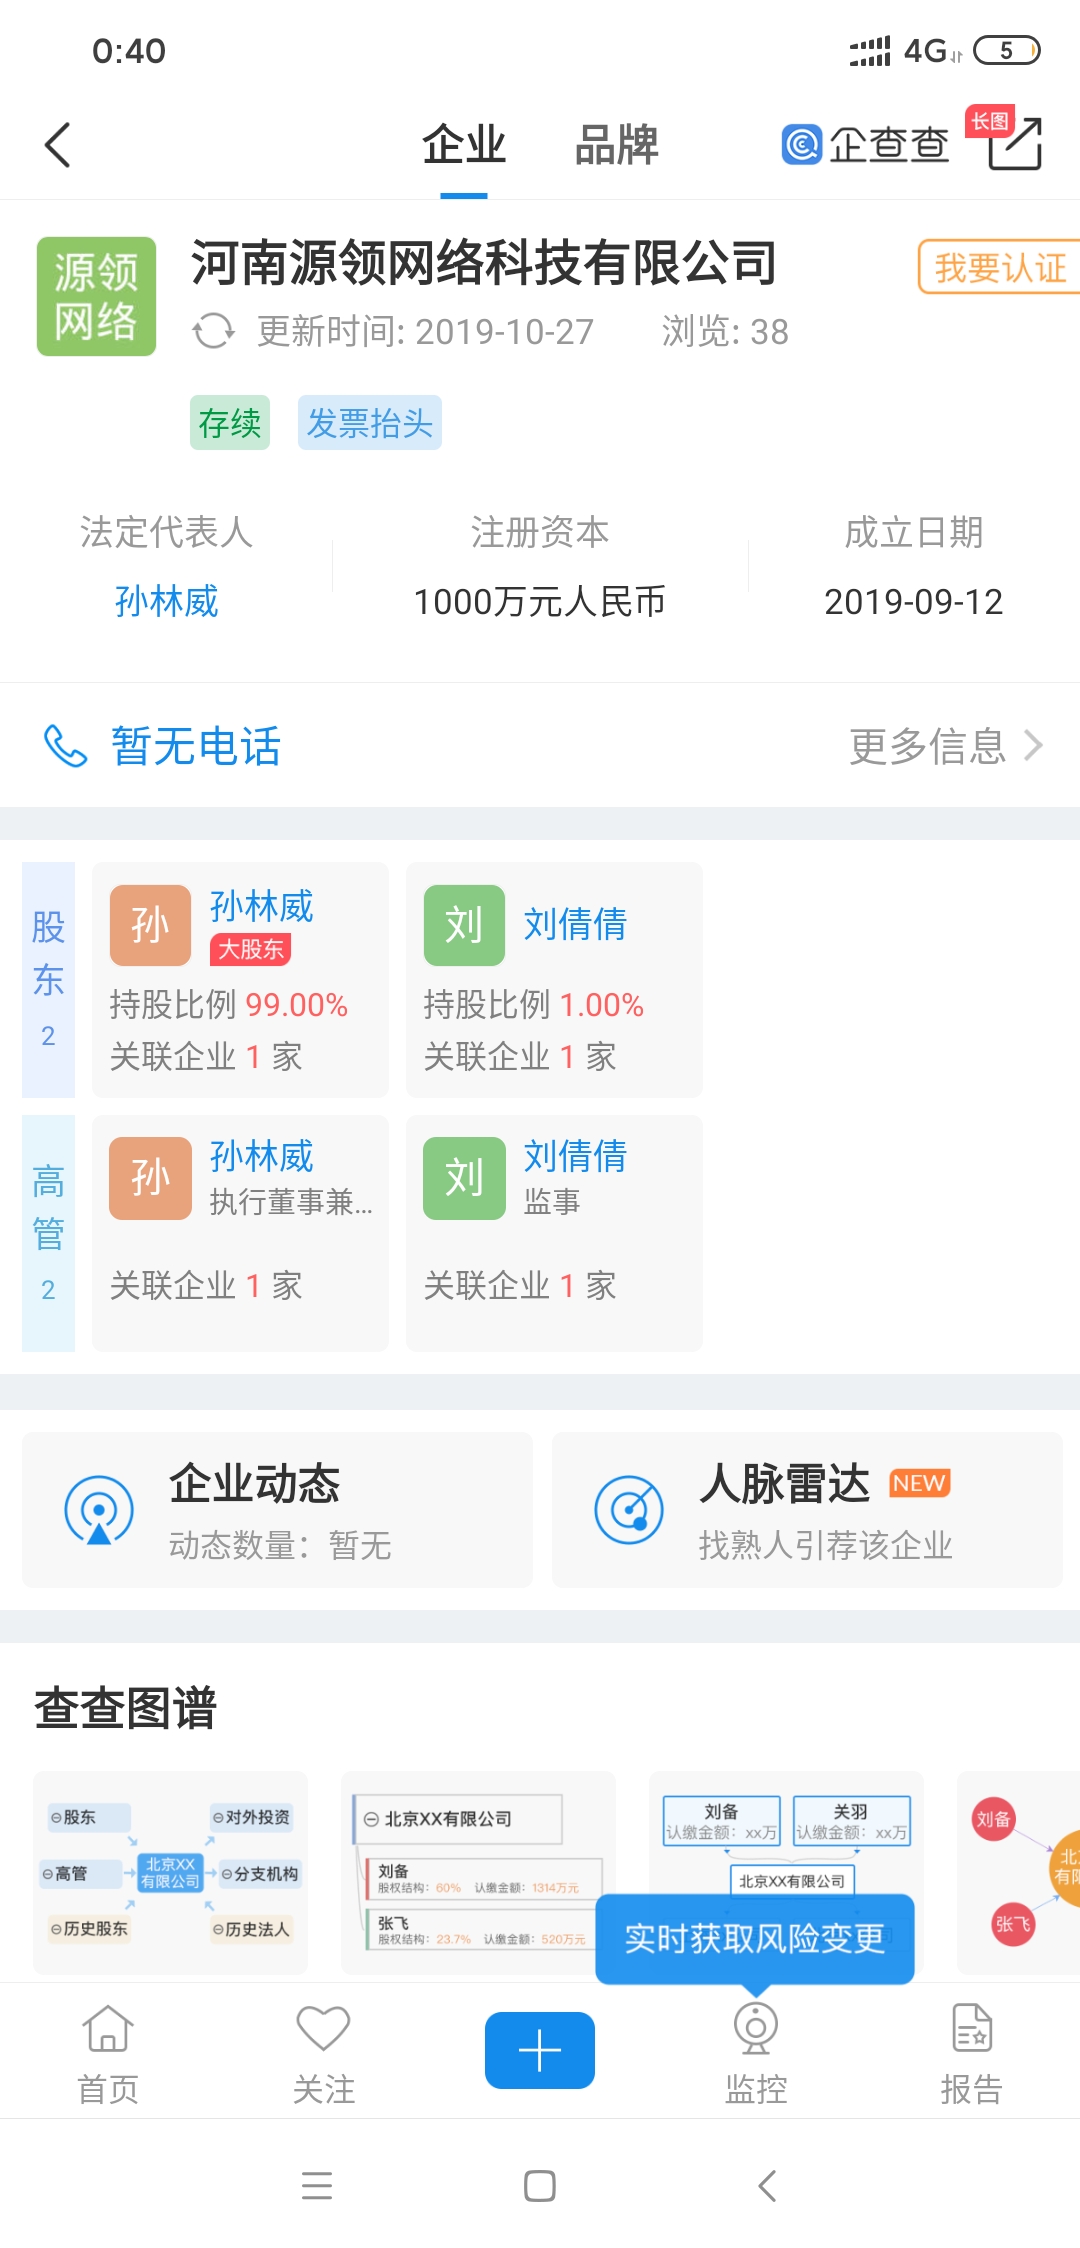 0:40
4G
5
企业
品牌
企查查
长图
源领
网络
河南源领网络科技有限公司
我要认证
更新时间: 2019-10-27
浏览: 38
存续
发票抬头
法定代表人
注册资本
成立日期
孙林威
1000万元人民币
2019-09-12
暂无电话
更多信息
股东
2
孙
孙林威
大股东
持股比例 99.00%
关联企业 1 家
刘
刘倩倩
持股比例 1.00%
关联企业 1 家
高管
2
孙
孙林威
执行董事兼...
关联企业 1 家
刘
刘倩倩
监事
关联企业 1 家
企业动态
动态数量：暂无
人脉雷达
NEW
找熟人引荐该企业
查查图谱
股东
对外投资
高管
北京XX
有限公司
分支机构
历史股东
历史法人
北京XX有限公司
刘备
股权结构：60% 认缴金额：1314万元
张飞
股权结构：23.7% 认缴金额：520万元
刘备
认缴金额：xx万
关羽
认缴金额：xx万
北京XX有限公司
刘备
张飞
实时获取风险变更
首页
关注
监控
报告